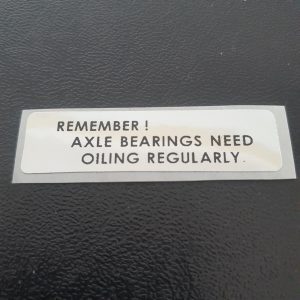 REMEMBER!
AXLE BEARINGS NEED
OILING REGULARLY.